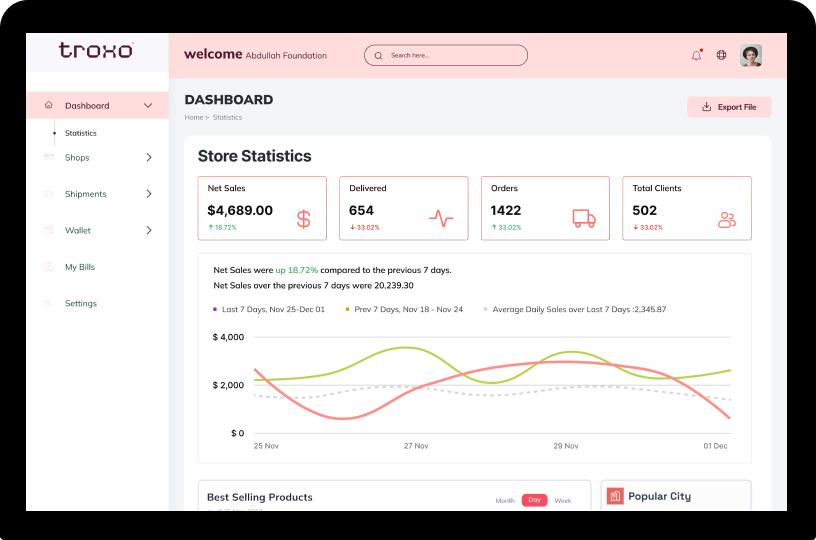 troxo
welcome Abdullah Foundation
Search here..
Dashboard
Statistics
Shops
Shipments
Wallet
My Bills
Settings
DASHBOARD
Home > Statistics
Export File
Store Statistics
Net Sales
$4,689.00
18.72%
Delivered
654
33.02%
Orders
1422
33.02%
Total Clients
502
33.02%
Net Sales were up 18.72% compared to the previous 7 days.
Net Sales over the previous 7 days were 20,239.30
Last 7 Days, Nov 25-Dec 01
Prev 7 Days, Nov 18 - Nov 24
Average Daily Sales over Last 7 Days :2,345.87
$ 4,000
$ 2,000
$ 0
25 Nov
27 Nov
29 Nov
01 Dec
Best Selling Products
Month
Day
Week
Popular City